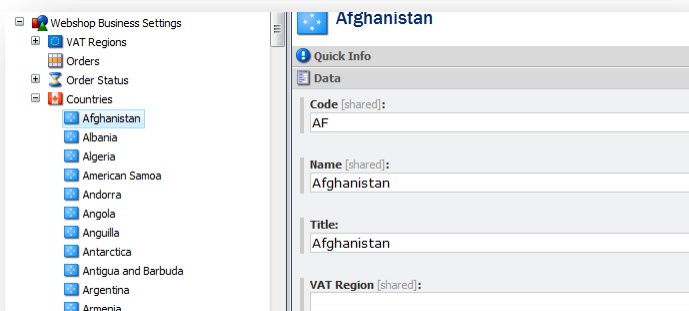 Webshop Business Settings
VAT Regions
Orders
Order Status
Countries
Afghanistan
Albania
Algeria
American Samoa
Andorra
Angola
Anguilla
Antarctica
Antigua and Barbuda
Argentina
Armenia
Afghanistan
Quick Info
Data
Code [shared]:
AF
Name [shared]:
Afghanistan
Title:
Afghanistan
VAT Region [shared]: